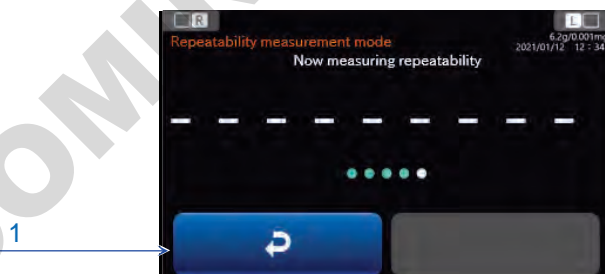 R
L
Repeatability measurement mode
6.2g/0.001mg
2021/01/12 12:34
Now measuring repeatability
— — — — — — — — —
1